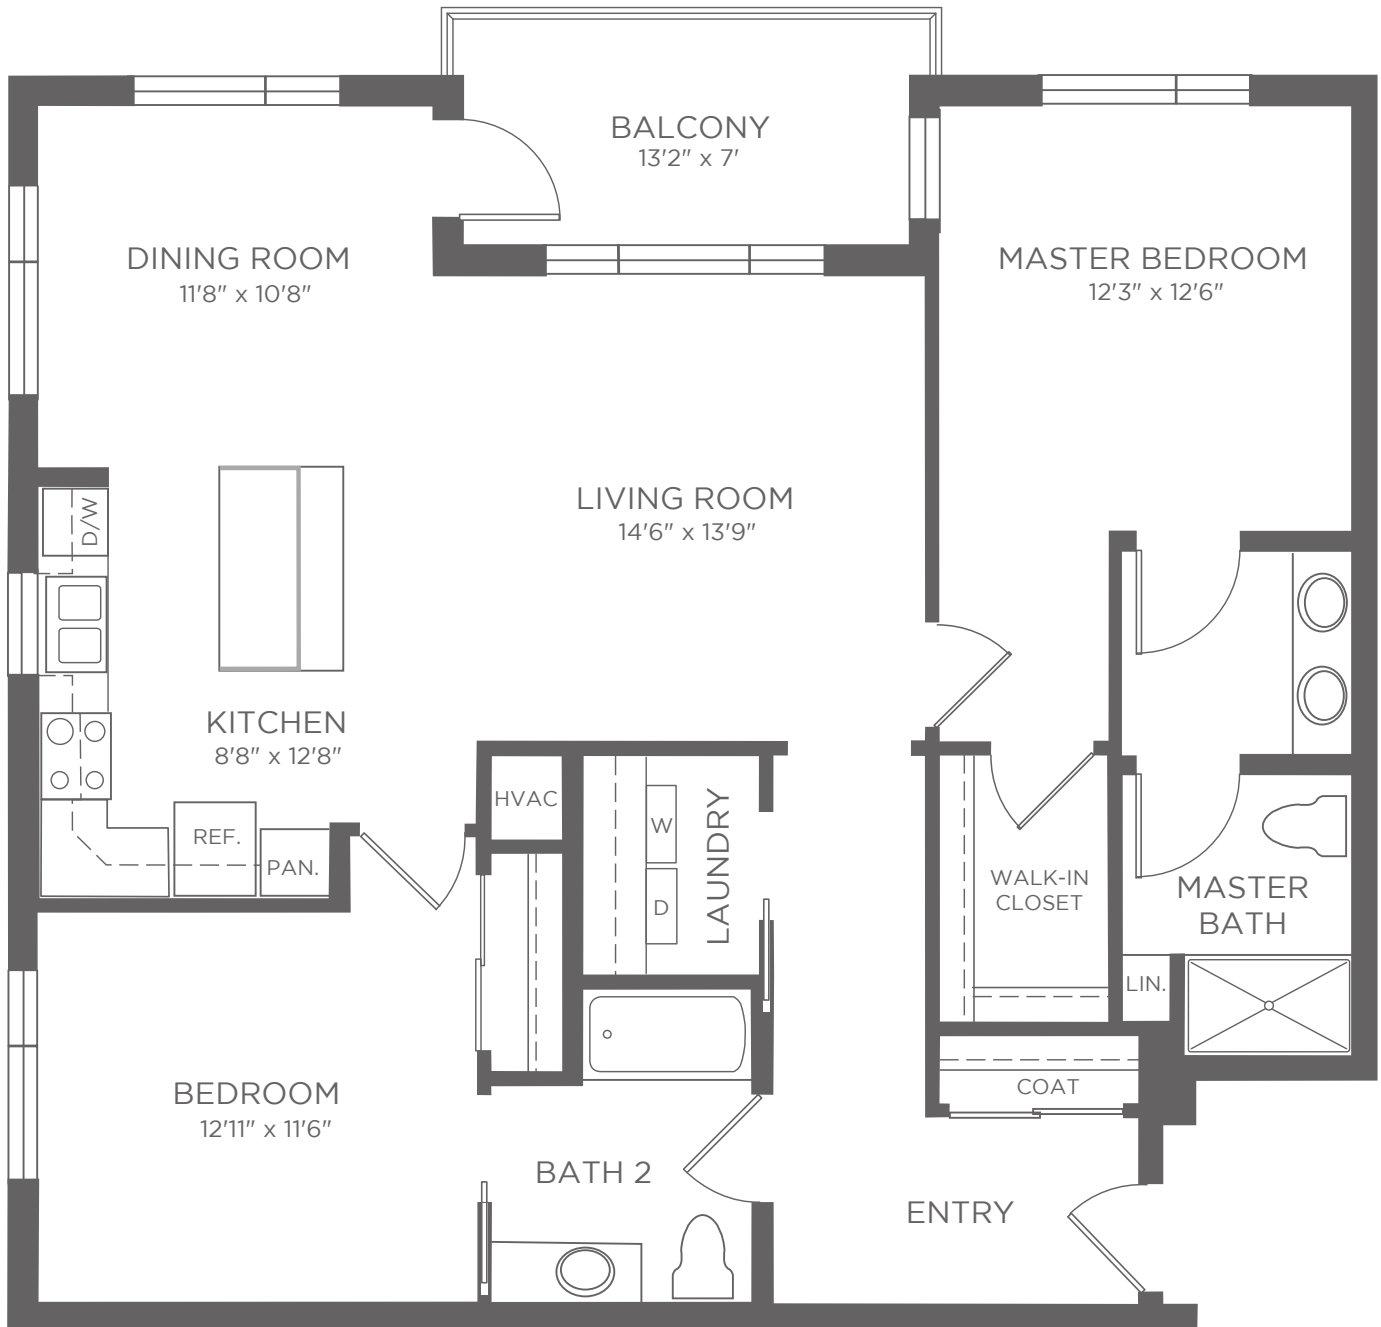 BALCONY
13'2" x 7'
DINING ROOM
11'8" x 10'8"
MASTER BEDROOM
12'3" x 12'6"
LIVING ROOM
14'6" x 13'9"
D/W
KITCHEN
8'8" x 12'8"
REF.
PAN.
HVAC
W
D
LAUNDRY
WALK-IN
CLOSET
MASTER
BATH
LIN.
COAT
BEDROOM
12'11" x 11'6"
BATH 2
ENTRY